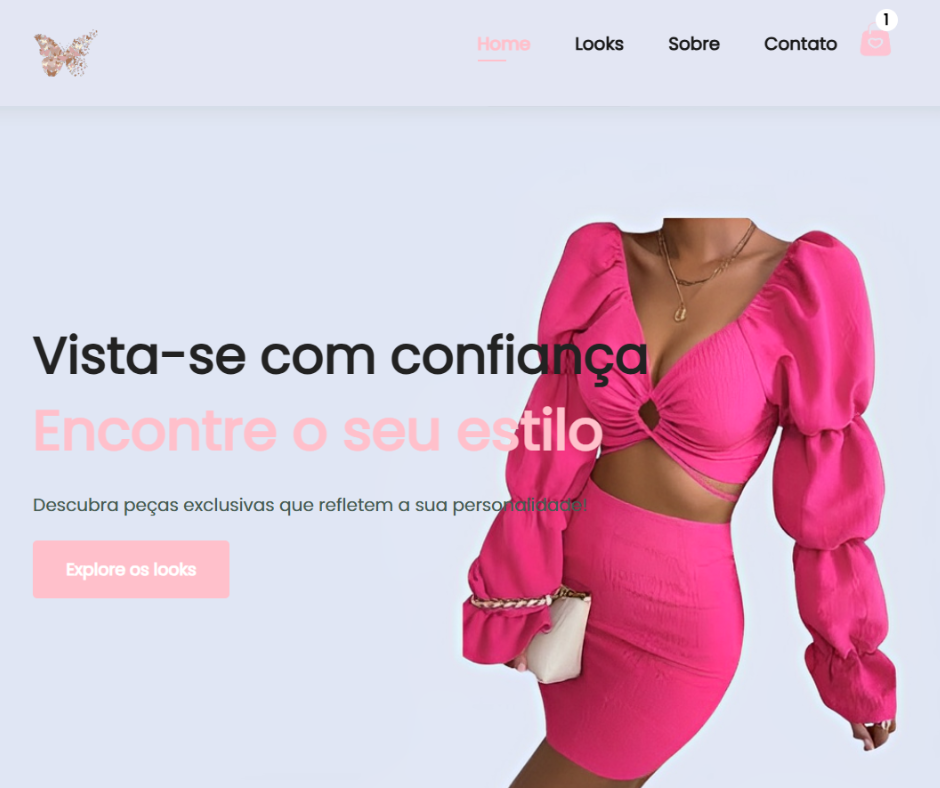 Home Looks Sobre Contato 1
Vista-se com confiança
Encontre o seu estilo
Descubra peças exclusivas que refletem a sua personalidade!
Explore os looks